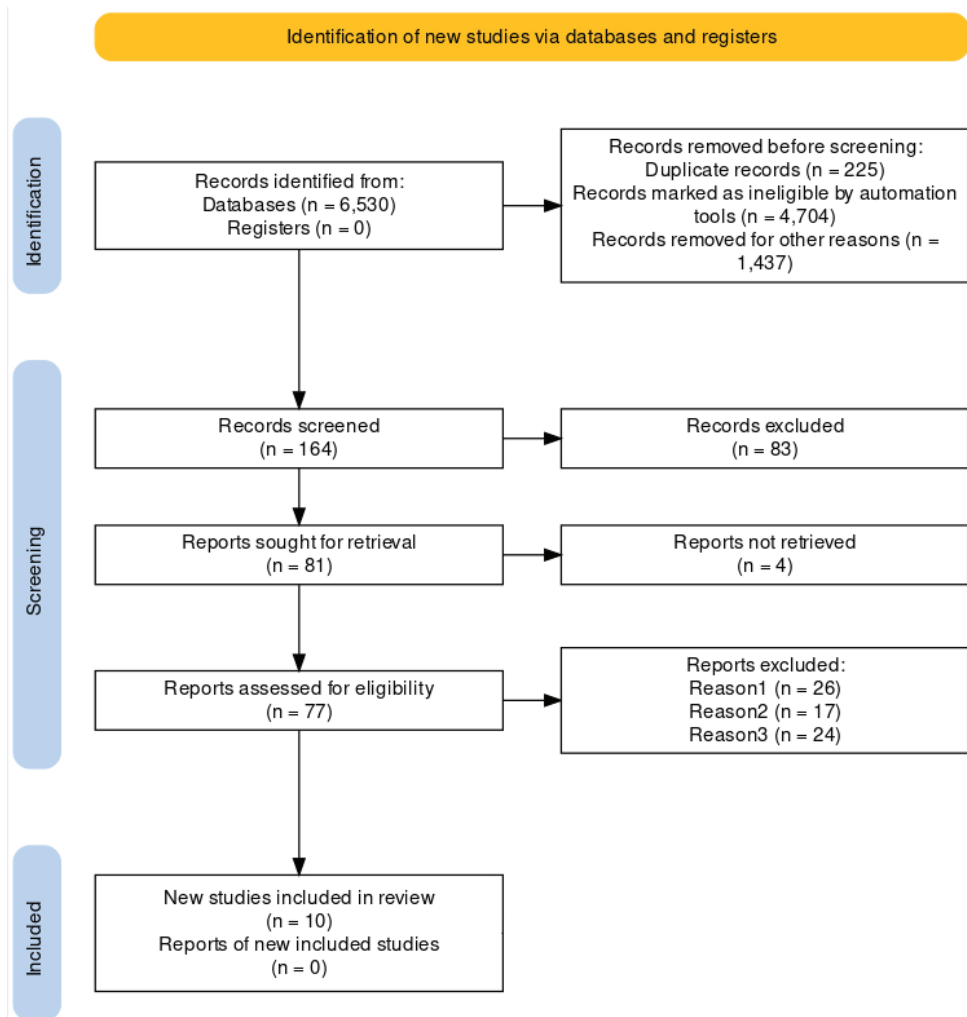 Identification of new studies via databases and registers
Identification
Records identified from:
Databases (n = 6,530)
Registers (n = 0)
Records removed before screening:
Duplicate records (n = 225)
Records marked as ineligible by automation
tools (n = 4,704)
Records removed for other reasons (n =
1,437)
Screening
Records screened
(n = 164)
Records excluded
(n = 83)
Reports sought for retrieval
(n = 81)
Reports not retrieved
(n = 4)
Reports assessed for eligibility
(n = 77)
Reports excluded:
Reason1 (n = 26)
Reason2 (n = 17)
Reason3 (n = 24)
Included
New studies included in review
(n = 10)
Reports of new included studies
(n = 0)